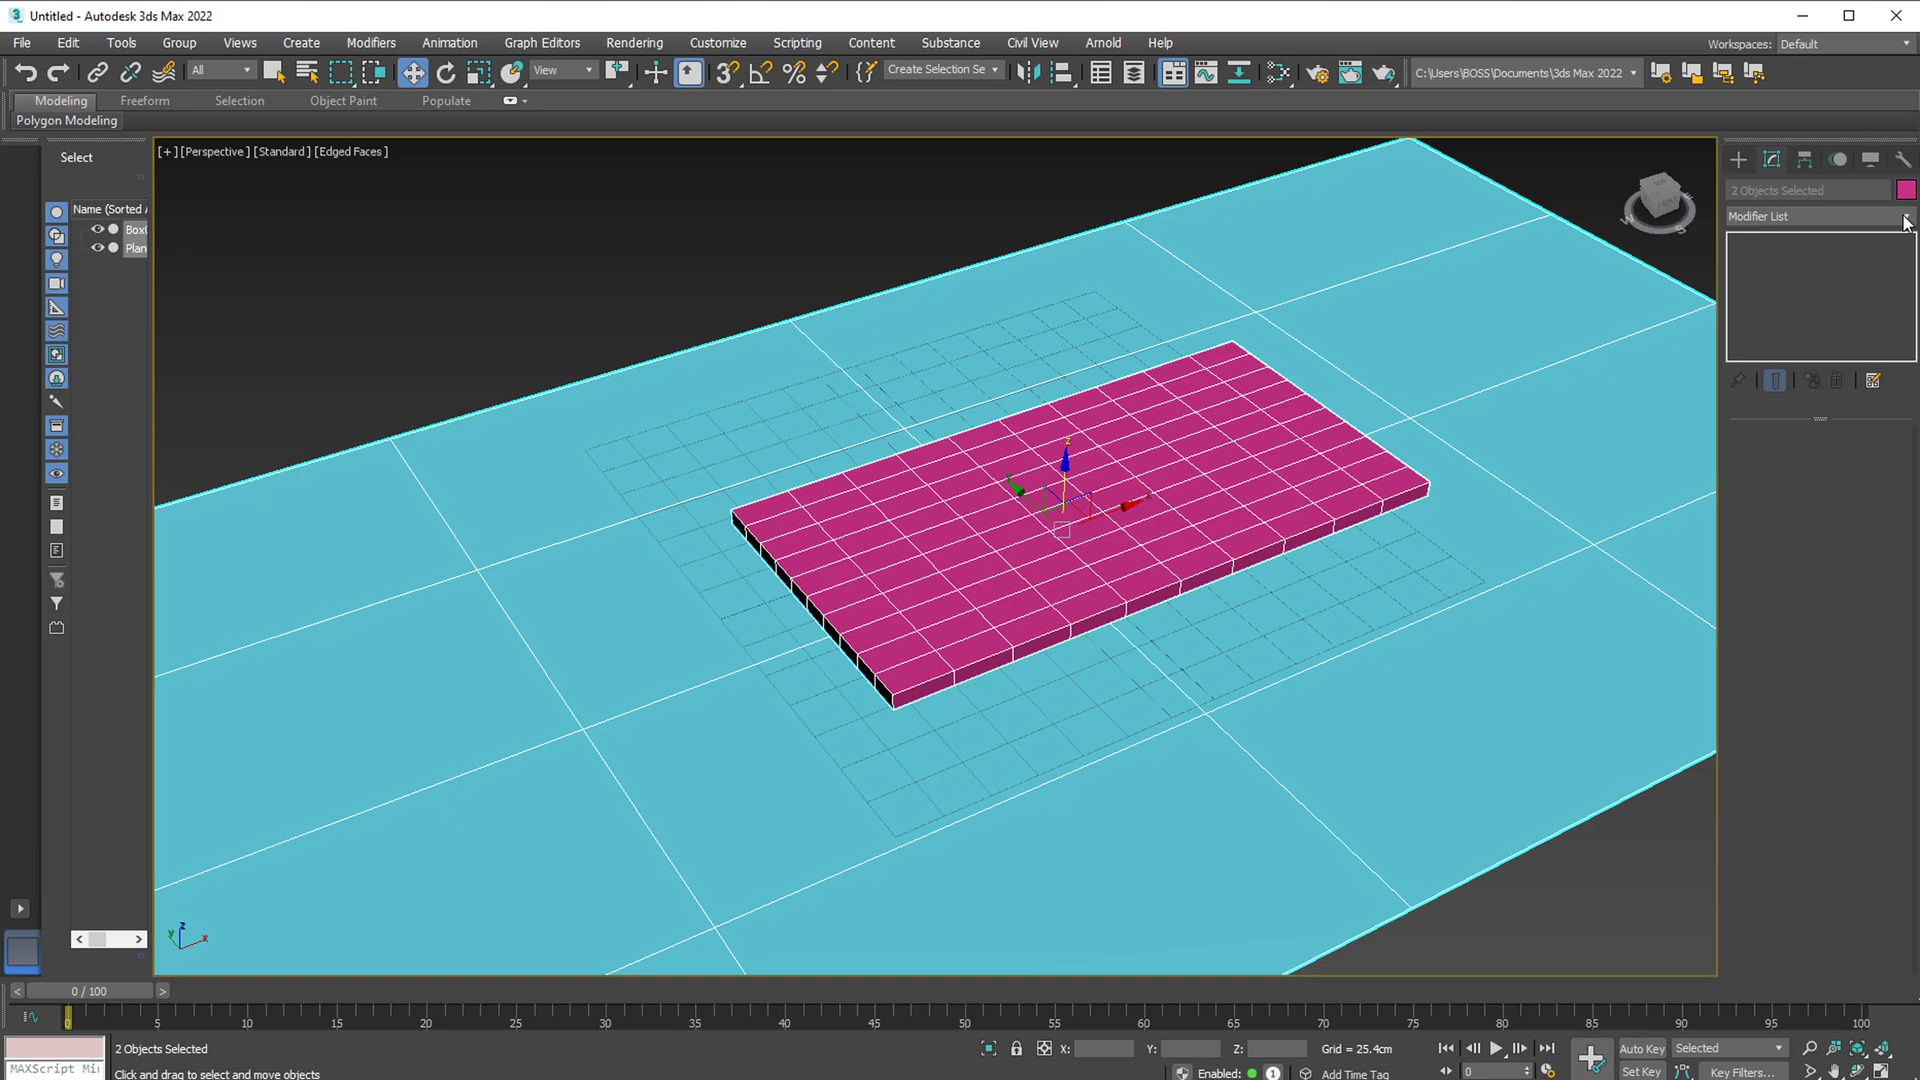 Untitled - Autodesk 3ds Max 2022
File Edit Tools Group Views Create Modifiers Animation Graph Editors Rendering Customize Scripting Content Substance Civil View Arnold Help
Workspaces: Default
All View Create Selection Se C:\Users\BOSS\Documents\3ds Max 2022
Modeling Freeform Selection Object Paint Populate
Polygon Modeling
Select
[+] [Perspective ] [Standard ] [Edged Faces ]
2 Objects Selected
Name (Sorted A
Modifier List
Box0
Plan
0 / 100
0 5 10 15 20 25 30 35 40 45 50 55 60 65 70 75 80 85 90 95 100
2 Objects Selected
X: Y: Z: Grid = 25.4cm
Auto Key Selected
MAXScript Mi
Click and drag to select and move objects
Enabled: 1 Add Time Tag
0
Set Key Key Filters...